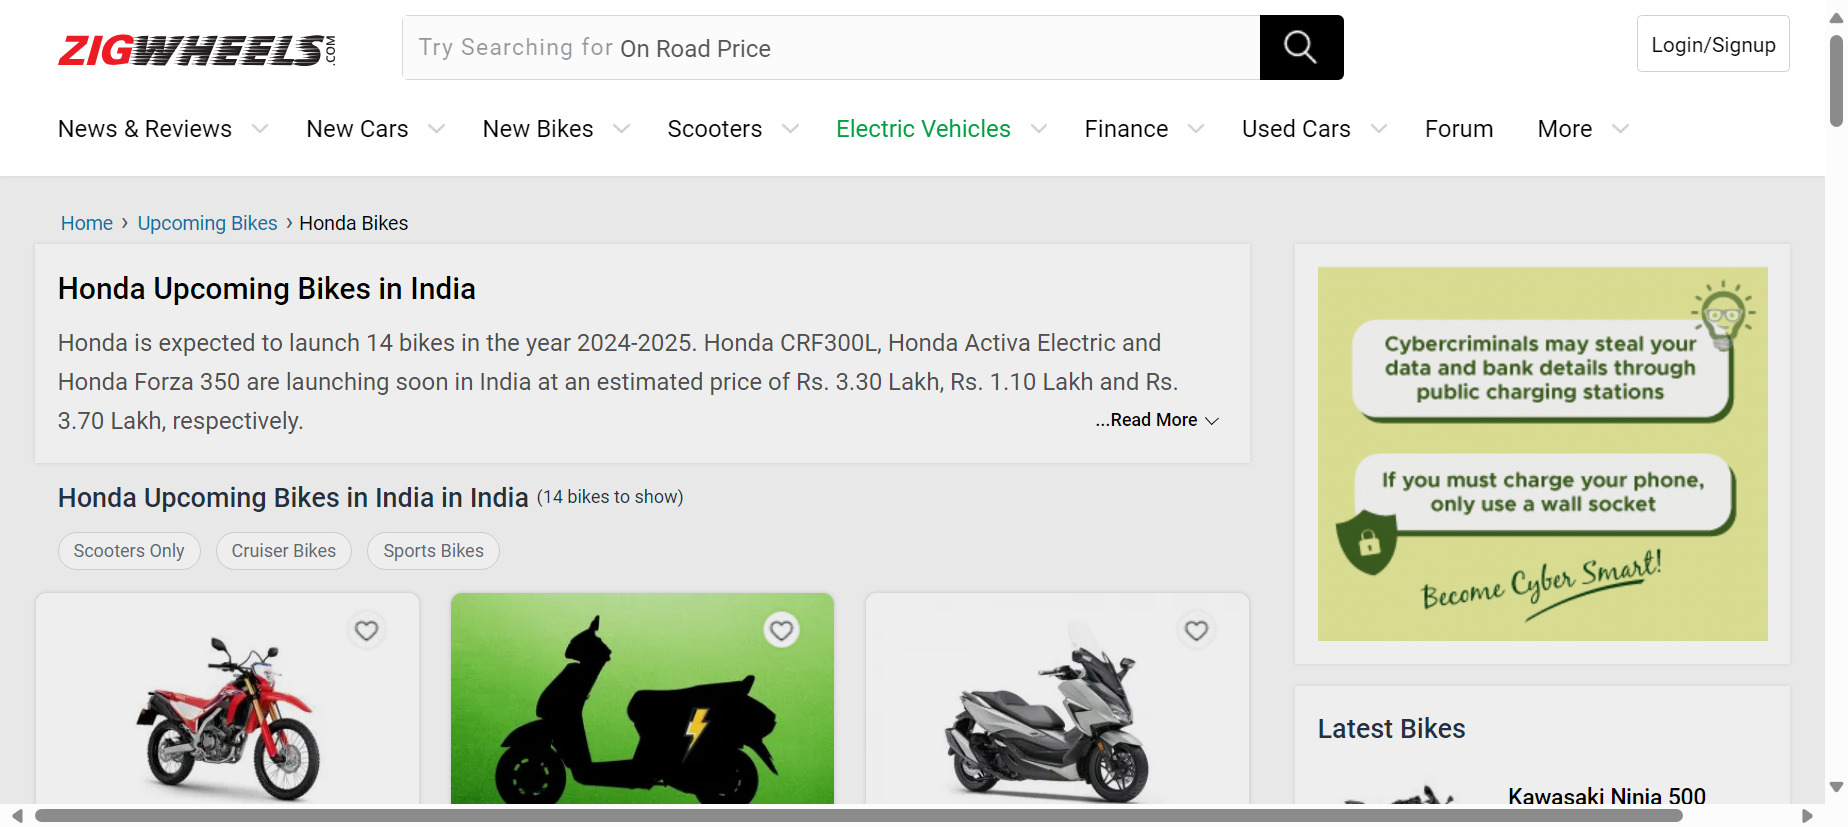 ZIGWHEELS.COM
Try Searching for On Road Price
Login/Signup
News & Reviews
New Cars
New Bikes
Scooters
Electric Vehicles
Finance
Used Cars
Forum
More
Home › Upcoming Bikes › Honda Bikes
Honda Upcoming Bikes in India
Honda is expected to launch 14 bikes in the year 2024-2025. Honda CRF300L, Honda Activa Electric and
Honda Forza 350 are launching soon in India at an estimated price of Rs. 3.30 Lakh, Rs. 1.10 Lakh and Rs.
3.70 Lakh, respectively.
...Read More
Honda Upcoming Bikes in India in India (14 bikes to show)
Scooters Only
Cruiser Bikes
Sports Bikes
Cybercriminals may steal your
data and bank details through
public charging stations
If you must charge your phone,
only use a wall socket
Become Cyber Smart!
Latest Bikes
Kawasaki Ninja 500